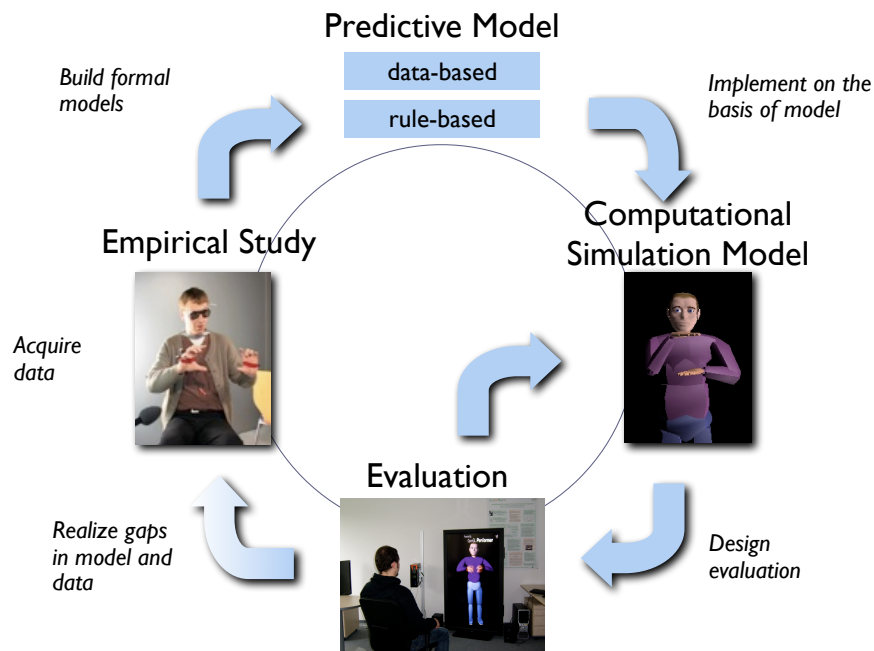 Predictive Model
data-based
rule-based
Build formal
models
Implement on the
basis of model
Empirical Study
Computational
Simulation Model
Acquire
data
Evaluation
Realize gaps
in model and
data
Design
evaluation
Performer